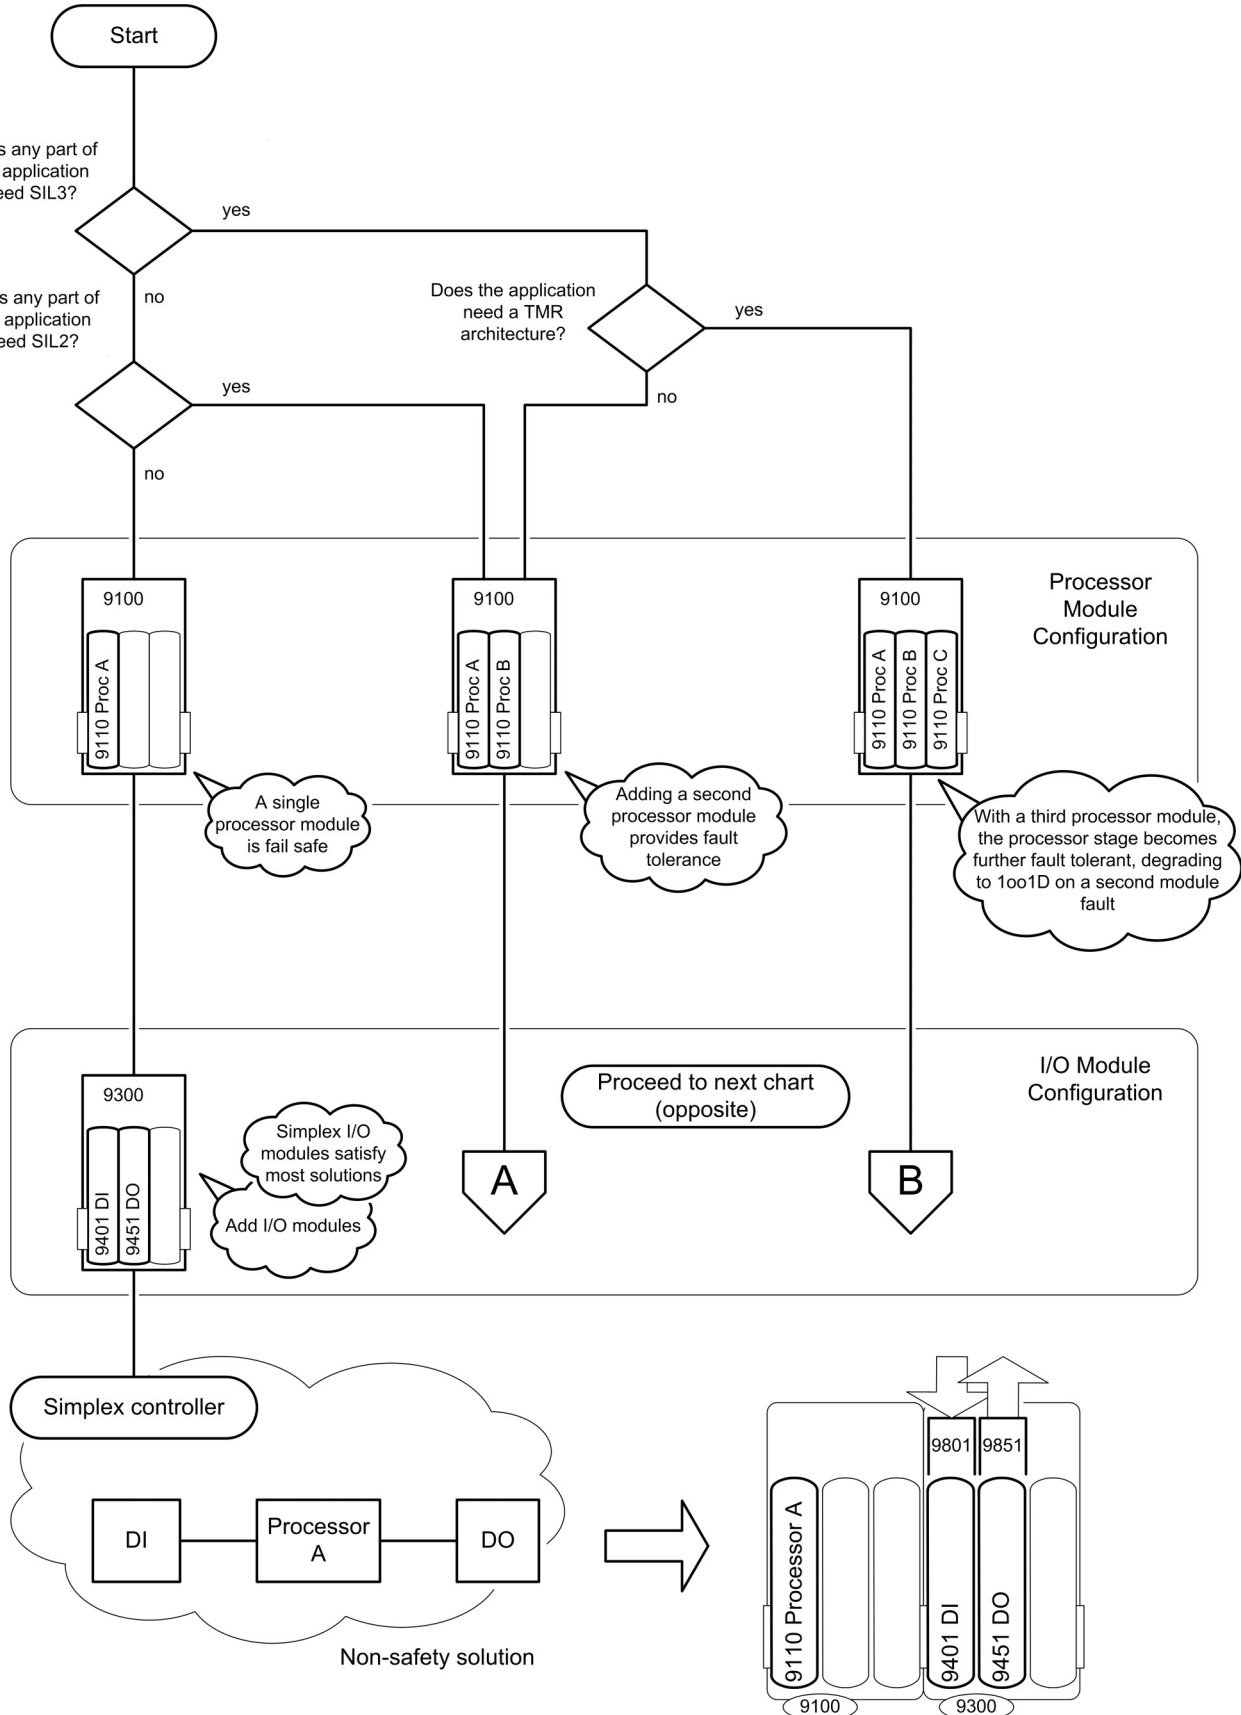 Start
s any part of
application
eed SIL3?
yes
no
s any part of
application
eed SIL2?
Does the application
need a TMR
architecture?
yes
yes
no
no
Processor
Module
Configuration
9100
9110 Proc A
9100
9110 Proc A
9110 Proc B
9100
9110 Proc A
9110 Proc B
9110 Proc C
A single
processor module
is fail safe
Adding a second
processor module
provides fault
tolerance
With a third processor module,
the processor stage becomes
further fault tolerant, degrading
to 1oo1D on a second module
fault
I/O Module
Configuration
Proceed to next chart
(opposite)
9300
9401 DI
9451 DO
Simplex I/O
modules satisfy
most solutions
Add I/O modules
A
B
Simplex controller
DI
Processor
A
DO
Non-safety solution
9801
9851
9110 Processor A
9401 DI
9451 DO
9100
9300